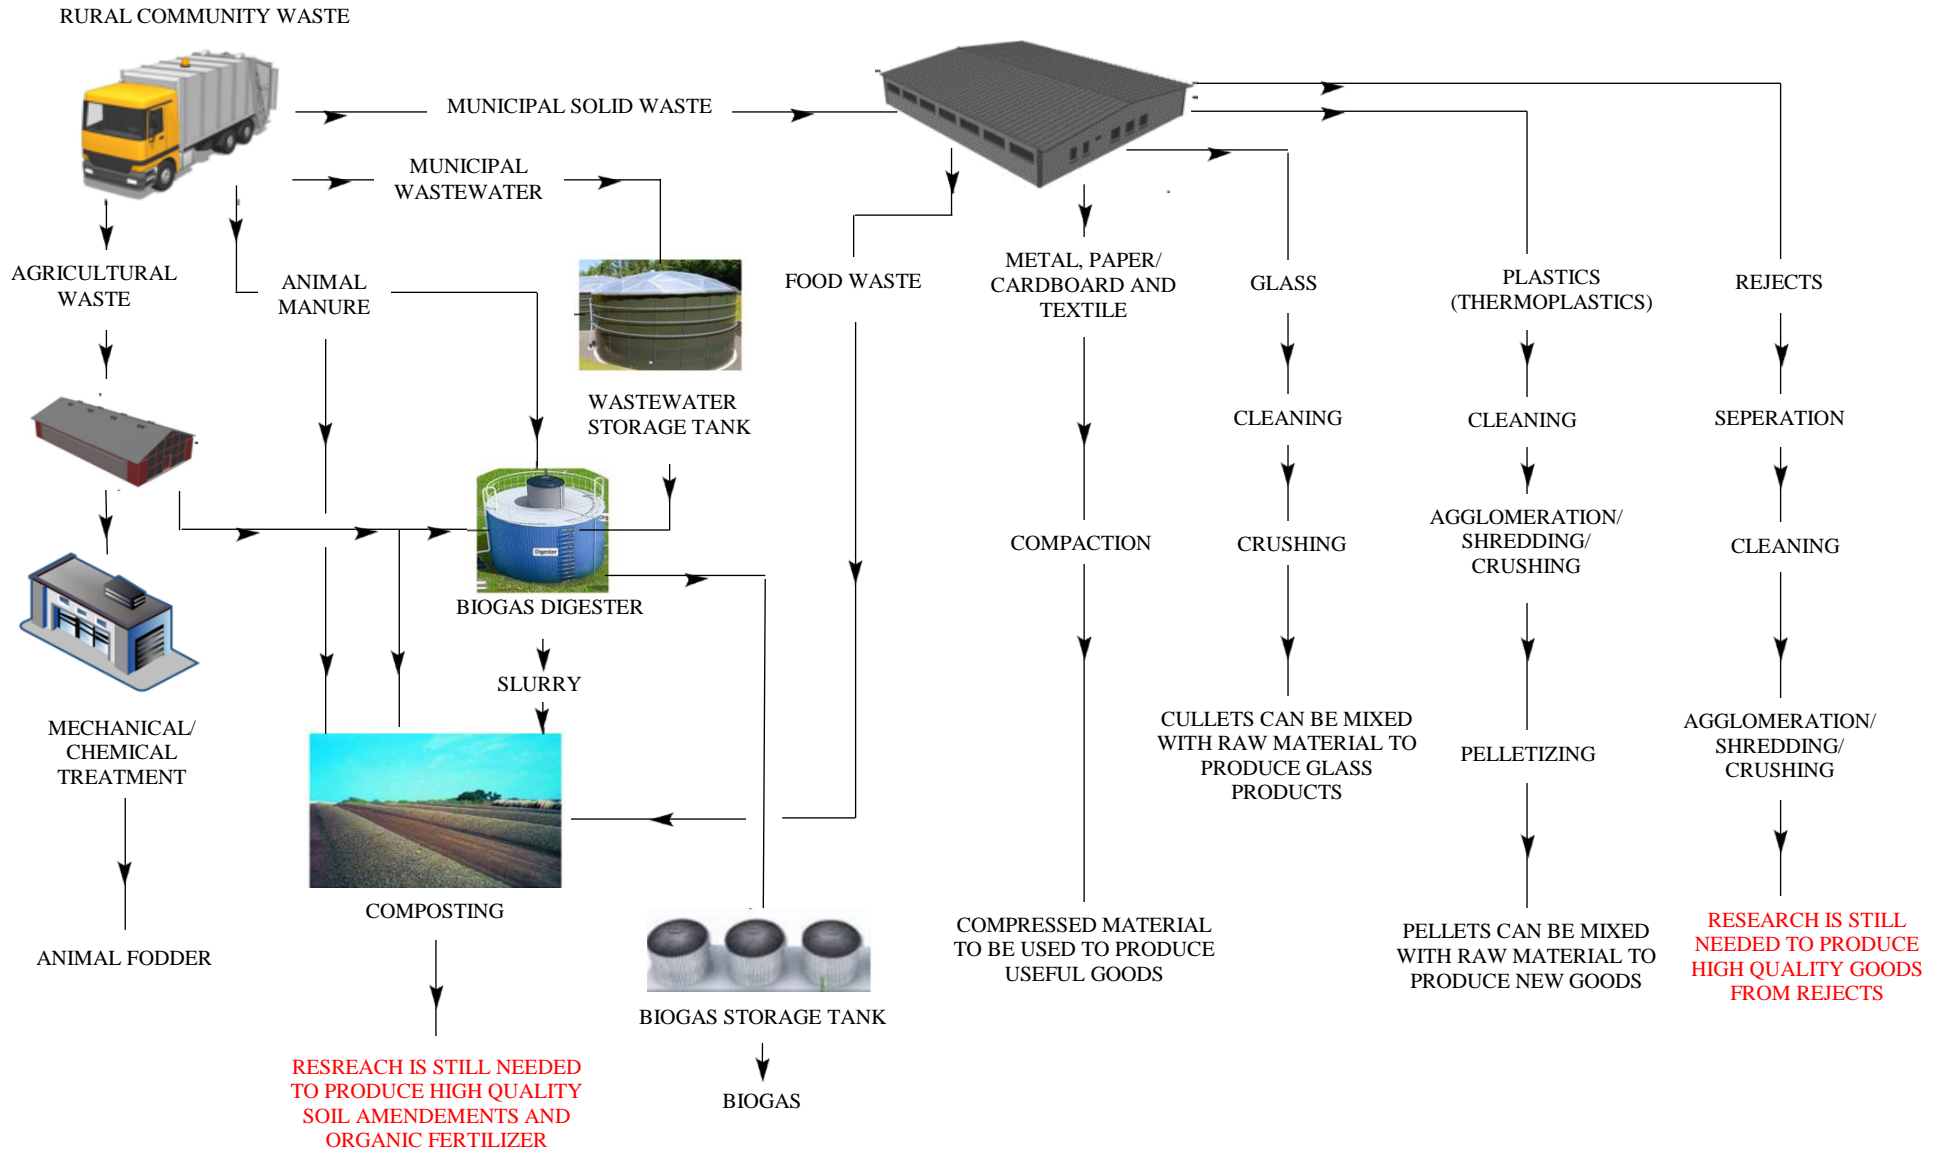 RURAL COMMUNITY WASTE
MUNICIPAL SOLID WASTE
MUNICIPAL
WASTEWATER
AGRICULTURAL
WASTE
ANIMAL
MANURE
FOOD WASTE
METAL, PAPER/
CARDBOARD AND
TEXTILE
GLASS
PLASTICS
(THERMOPLASTICS)
REJECTS
WASTEWATER
STORAGE TANK
CLEANING
CLEANING
SEPERATION
Digester
BIOGAS DIGESTER
COMPACTION
CRUSHING
AGGLOMERATION/
SHREDDING/
CRUSHING
CLEANING
SLURRY
MECHANICAL/
CHEMICAL
TREATMENT
CULLETS CAN BE MIXED
WITH RAW MATERIAL TO
PRODUCE GLASS
PRODUCTS
PELLETIZING
AGGLOMERATION/
SHREDDING/
CRUSHING
COMPOSTING
ANIMAL FODDER
COMPRESSED MATERIAL
TO BE USED TO PRODUCE
USEFUL GOODS
PELLETS CAN BE MIXED
WITH RAW MATERIAL TO
PRODUCE NEW GOODS
RESEARCH IS STILL
NEEDED TO PRODUCE
HIGH QUALITY GOODS
FROM REJECTS
BIOGAS STORAGE TANK
RESREACH IS STILL NEEDED
TO PRODUCE HIGH QUALITY
SOIL AMENDEMENTS AND
ORGANIC FERTILIZER
BIOGAS